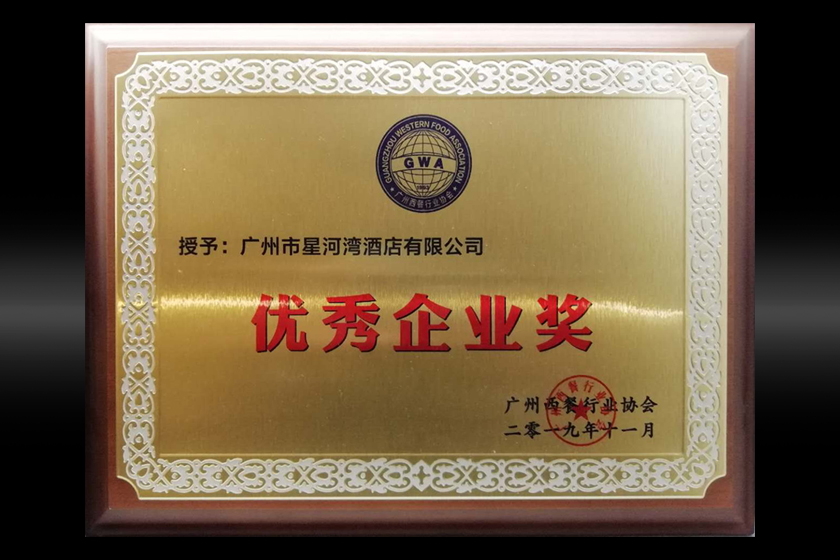 GUANGZHOU WESTERN FOOD ASSOCIATION
GWA
广州西餐行业协会
授予：广州市星河湾酒店有限公司
优秀企业奖
广州西餐行业协会
二零一九年十一月